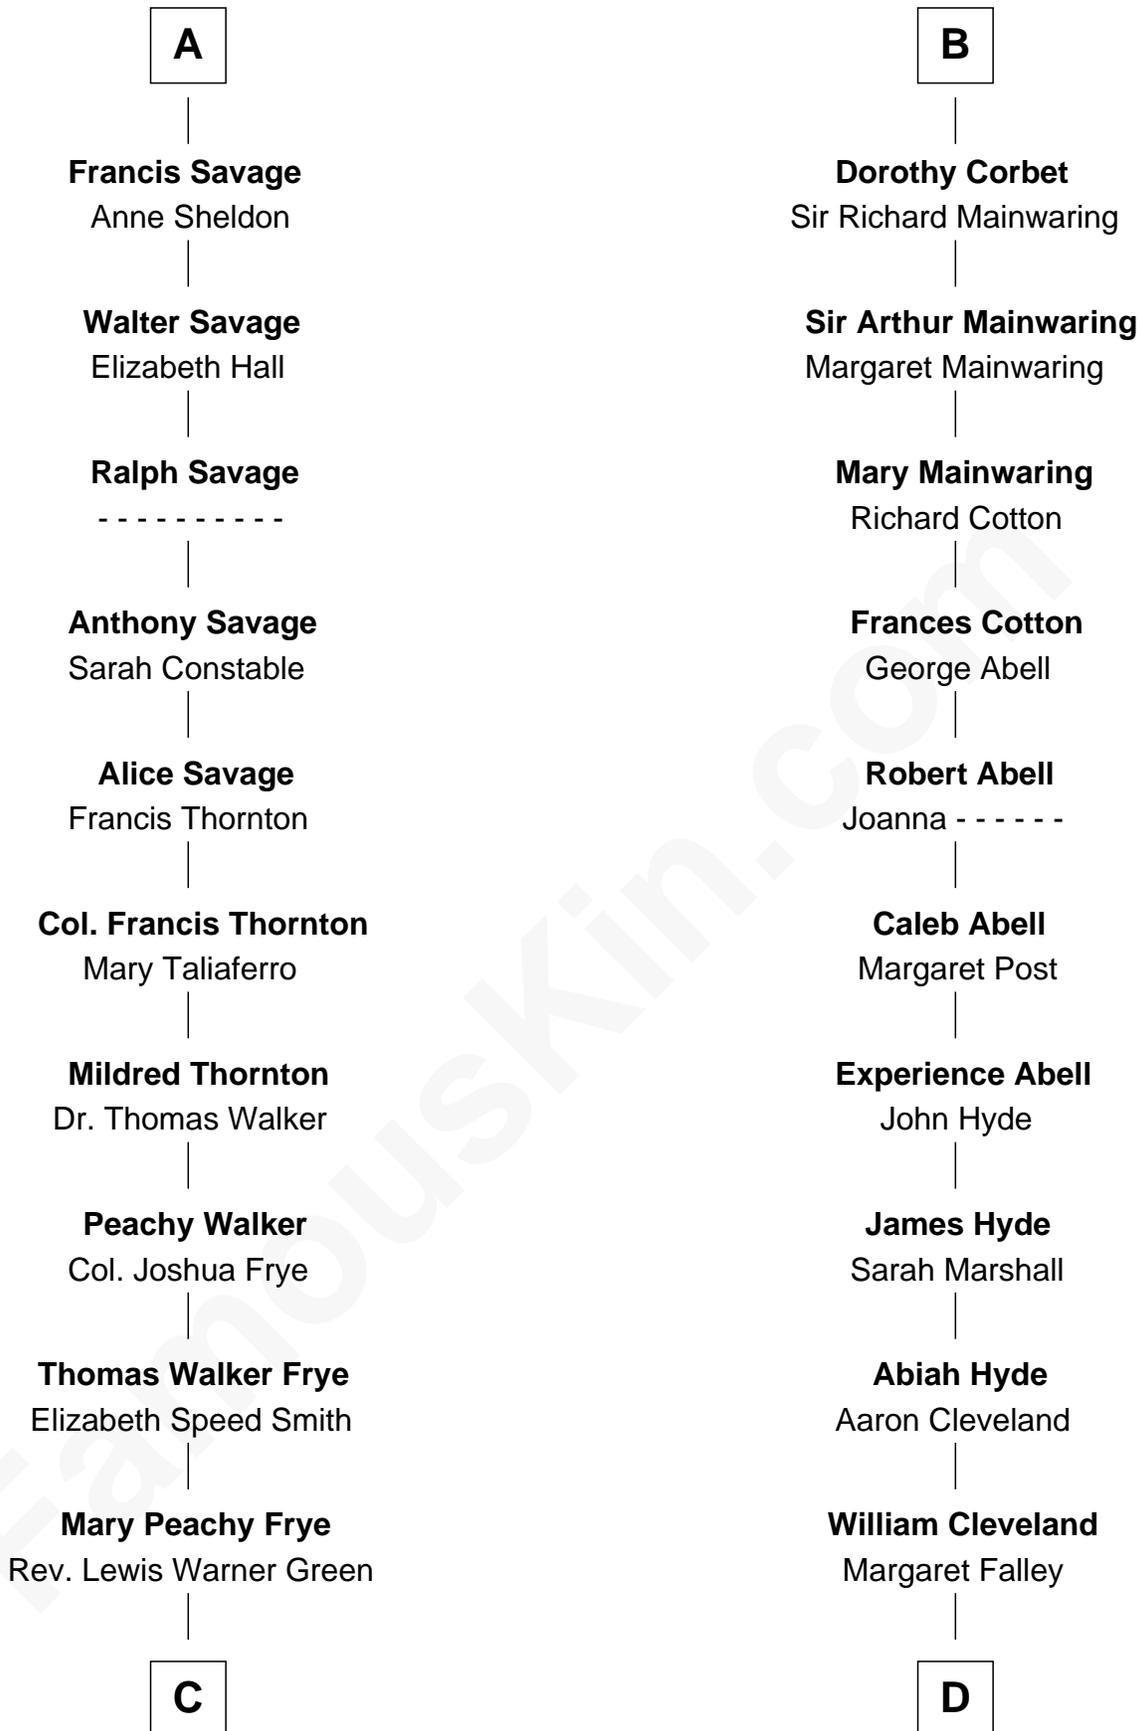 A
Francis Savage
Anne Sheldon
Walter Savage
Elizabeth Hall
Ralph Savage
- - - - - - - - - -
Anthony Savage
Sarah Constable
Alice Savage
Francis Thornton
Col. Francis Thornton
Mary Taliaferro
Mildred Thornton
Dr. Thomas Walker
Peachy Walker
Col. Joshua Frye
Thomas Walker Frye
Elizabeth Speed Smith
Mary Peachy Frye
Rev. Lewis Warner Green
C
B
Dorothy Corbet
Sir Richard Mainwaring
Sir Arthur Mainwaring
Margaret Mainwaring
Mary Mainwaring
Richard Cotton
Frances Cotton
George Abell
Robert Abell
Joanna - - - - - -
Caleb Abell
Margaret Post
Experience Abell
John Hyde
James Hyde
Sarah Marshall
Abiah Hyde
Aaron Cleveland
William Cleveland
Margaret Falley
D
FamousKin.com